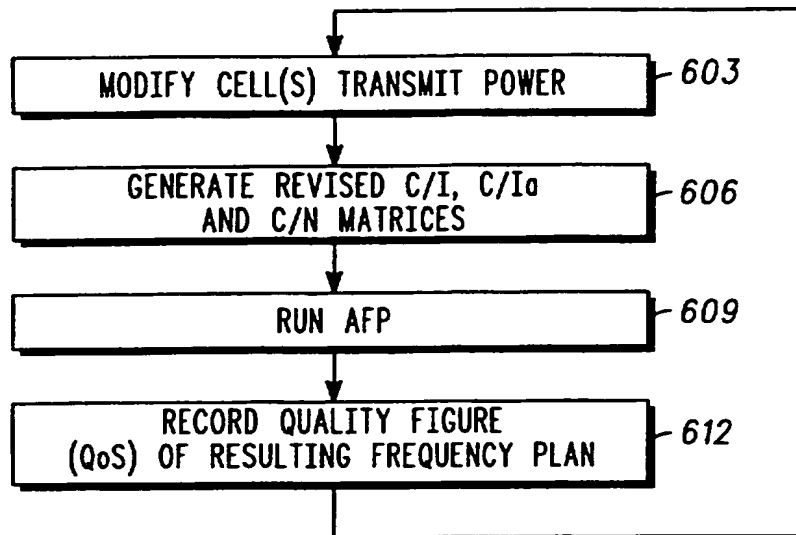 MODIFY CELL(S) TRANSMIT POWER
603
GENERATE REVISED C/I, C/Ia
AND C/N MATRICES
606
RUN AFP
609
RECORD QUALITY FIGURE
(QoS) OF RESULTING FREQUENCY PLAN
612